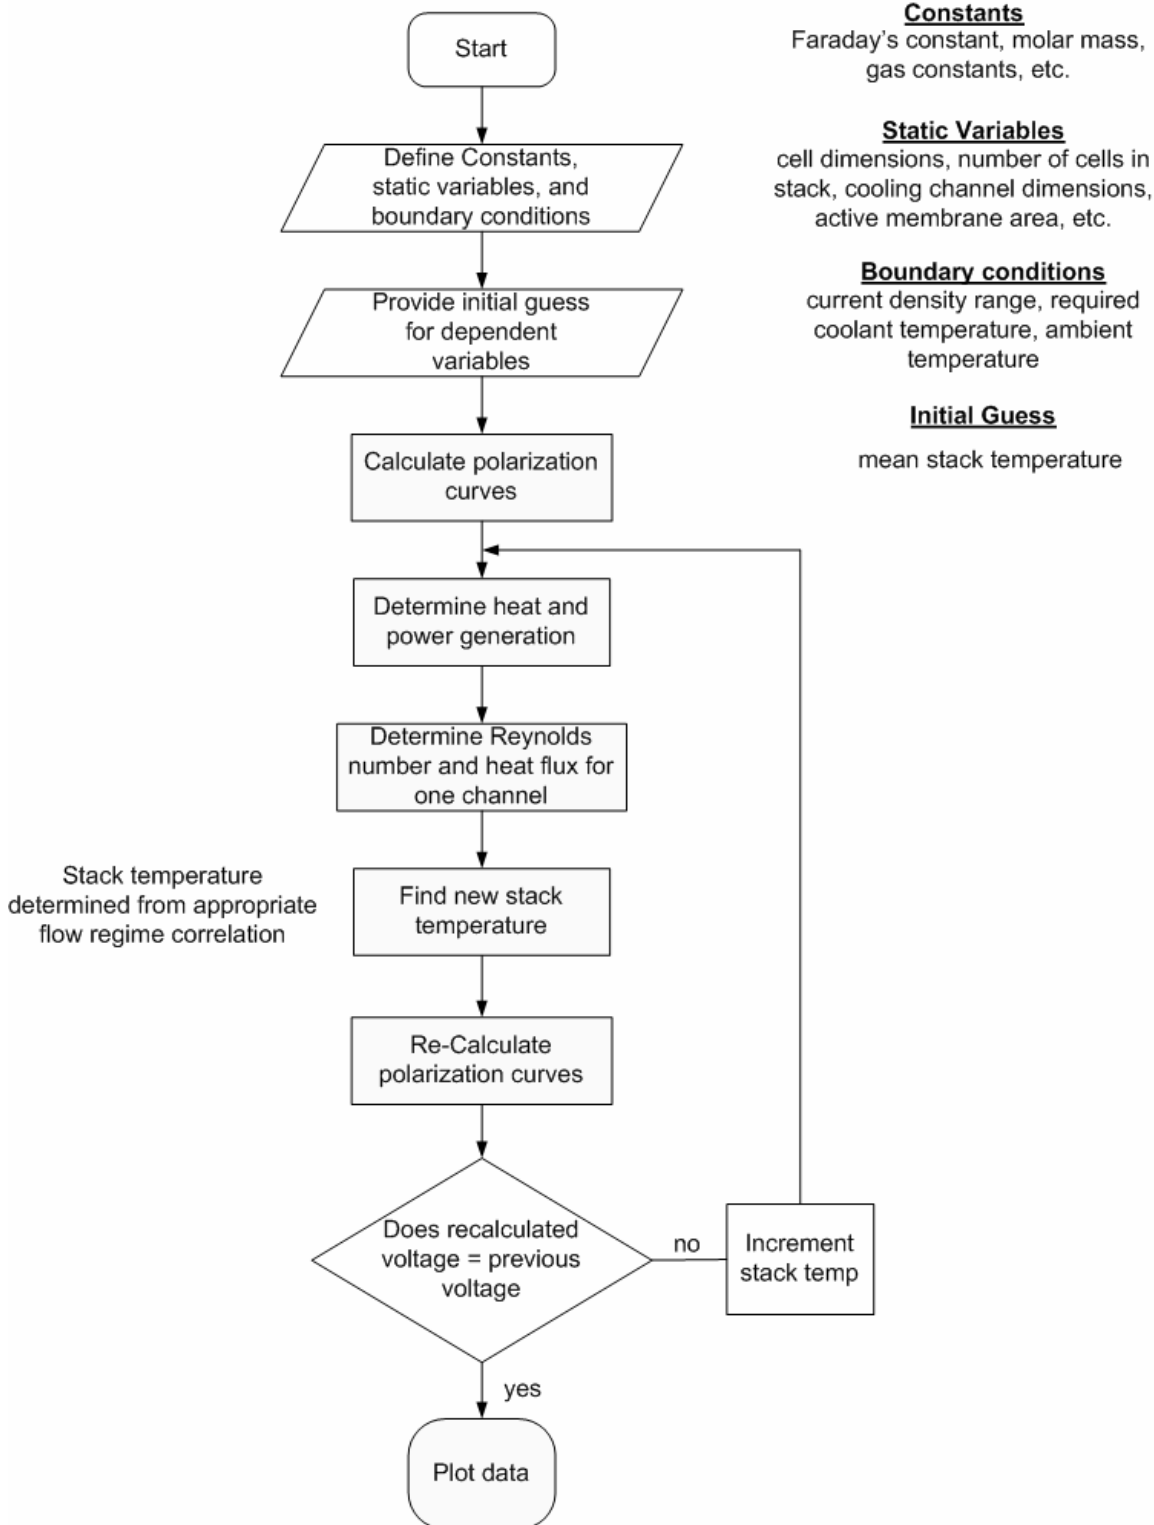 Start
Define Constants,
static variables, and
boundary conditions
Provide initial guess
for dependent
variables
Calculate polarization
curves
Determine heat and
power generation
Determine Reynolds
number and heat flux for
one channel
Stack temperature
determined from appropriate
flow regime correlation
Find new stack
temperature
Re-Calculate
polarization curves
Does recalculated
voltage = previous
voltage
no
Increment
stack temp
yes
Plot data
Constants
Faraday's constant, molar mass,
gas constants, etc.
Static Variables
cell dimensions, number of cells in
stack, cooling channel dimensions,
active membrane area, etc.
Boundary conditions
current density range, required
coolant temperature, ambient
temperature
Initial Guess
mean stack temperature